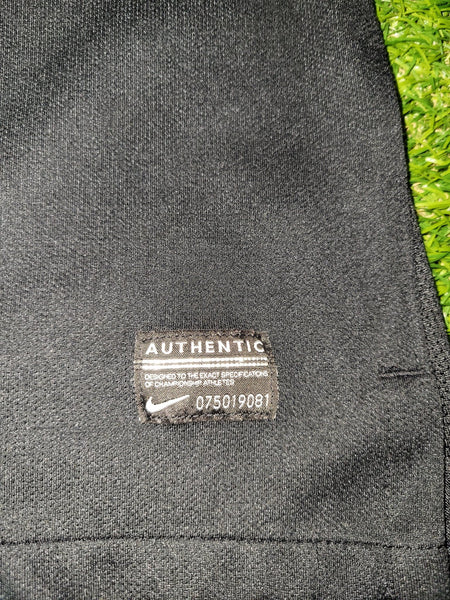 AUTHENTIC
DESIGNED TO THE EXACT SPECIFICATIONS
OF CHAMPIONSHIP ATHLETES
075019081